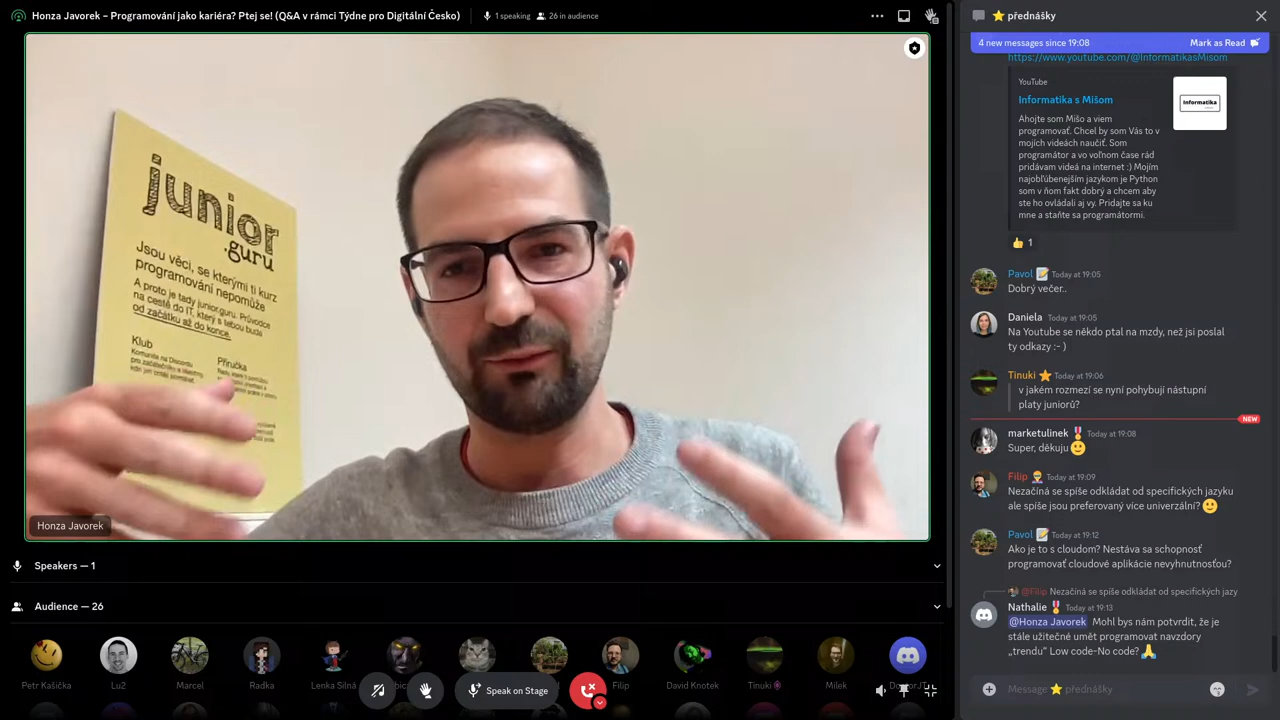 Honza Javorek – Programování jako kariéra? Ptej se! (Q&A v rámci Týdne pro Digitální Česko)
1 speaking
26 in audience
junior
.guru
Jsou věci, se kterými ti kurz
programování nepomůže
A proto je tady junior.guru. Průvodce
na cestě do IT, který s tebou bude
od začátku až do konce.
Klub
Komunita na Discordu
pro začátečníky a všechny,
Příručka
Honza Javorek
Speakers — 1
Audience — 26
Petr Kašička
Lu2
Marcel
Radka
Lenka Silná
Filip
David Knotek
Tinuki
Milek
Speak on Stage
⭐ přednášky
4 new messages since 19:08
Mark as Read
https://www.youtube.com/@InformatikasMisom
YouTube
Informatika s Mišom
Informatika
Ahojte som Mišo a viem
programovať. Chcel by som Vás to v
mojích videách naučiť. Som
programátor a vo voľnom čase rád
pridávam videá na internet :) Mojím
najobľúbenejším jazykom je Python
som v ňom fakt dobrý a chcem aby
ste ho ovládali aj vy. Pridajte sa ku
mne a staňte sa programátormi.
👍 1
Pavol 📝 Today at 19:05
Dobrý večer..
Daniela Today at 19:05
Na Youtube se někdo ptal na mzdy, než jsi poslal
ty odkazy :- )
Tinuki ⭐ Today at 19:06
v jakém rozmezí se nyní pohybují nástupní
platy juniorů?
NEW
marketulinek 🎖 Today at 19:08
Super, děkuju 🙂
Filip Today at 19:09
Nezačíná se spíše odkládat od specifických jazyku
ale spíše jsou preferovaný více univerzální? 🙂
Pavol 📝 Today at 19:12
Ako je to s cloudom? Nestáva sa schopnosť
programovať cloudové aplikácie nevyhnutnosťou?
@Filip Nezačíná se spíše odkládat od specifických jazy
Nathalie 🎖 Today at 19:13
@Honza Javorek Mohl bys nám potvrdit, že je
stále užitečné umět programovat navzdory
„trendu" Low code-No code? 🙏
Message ⭐ přednášky